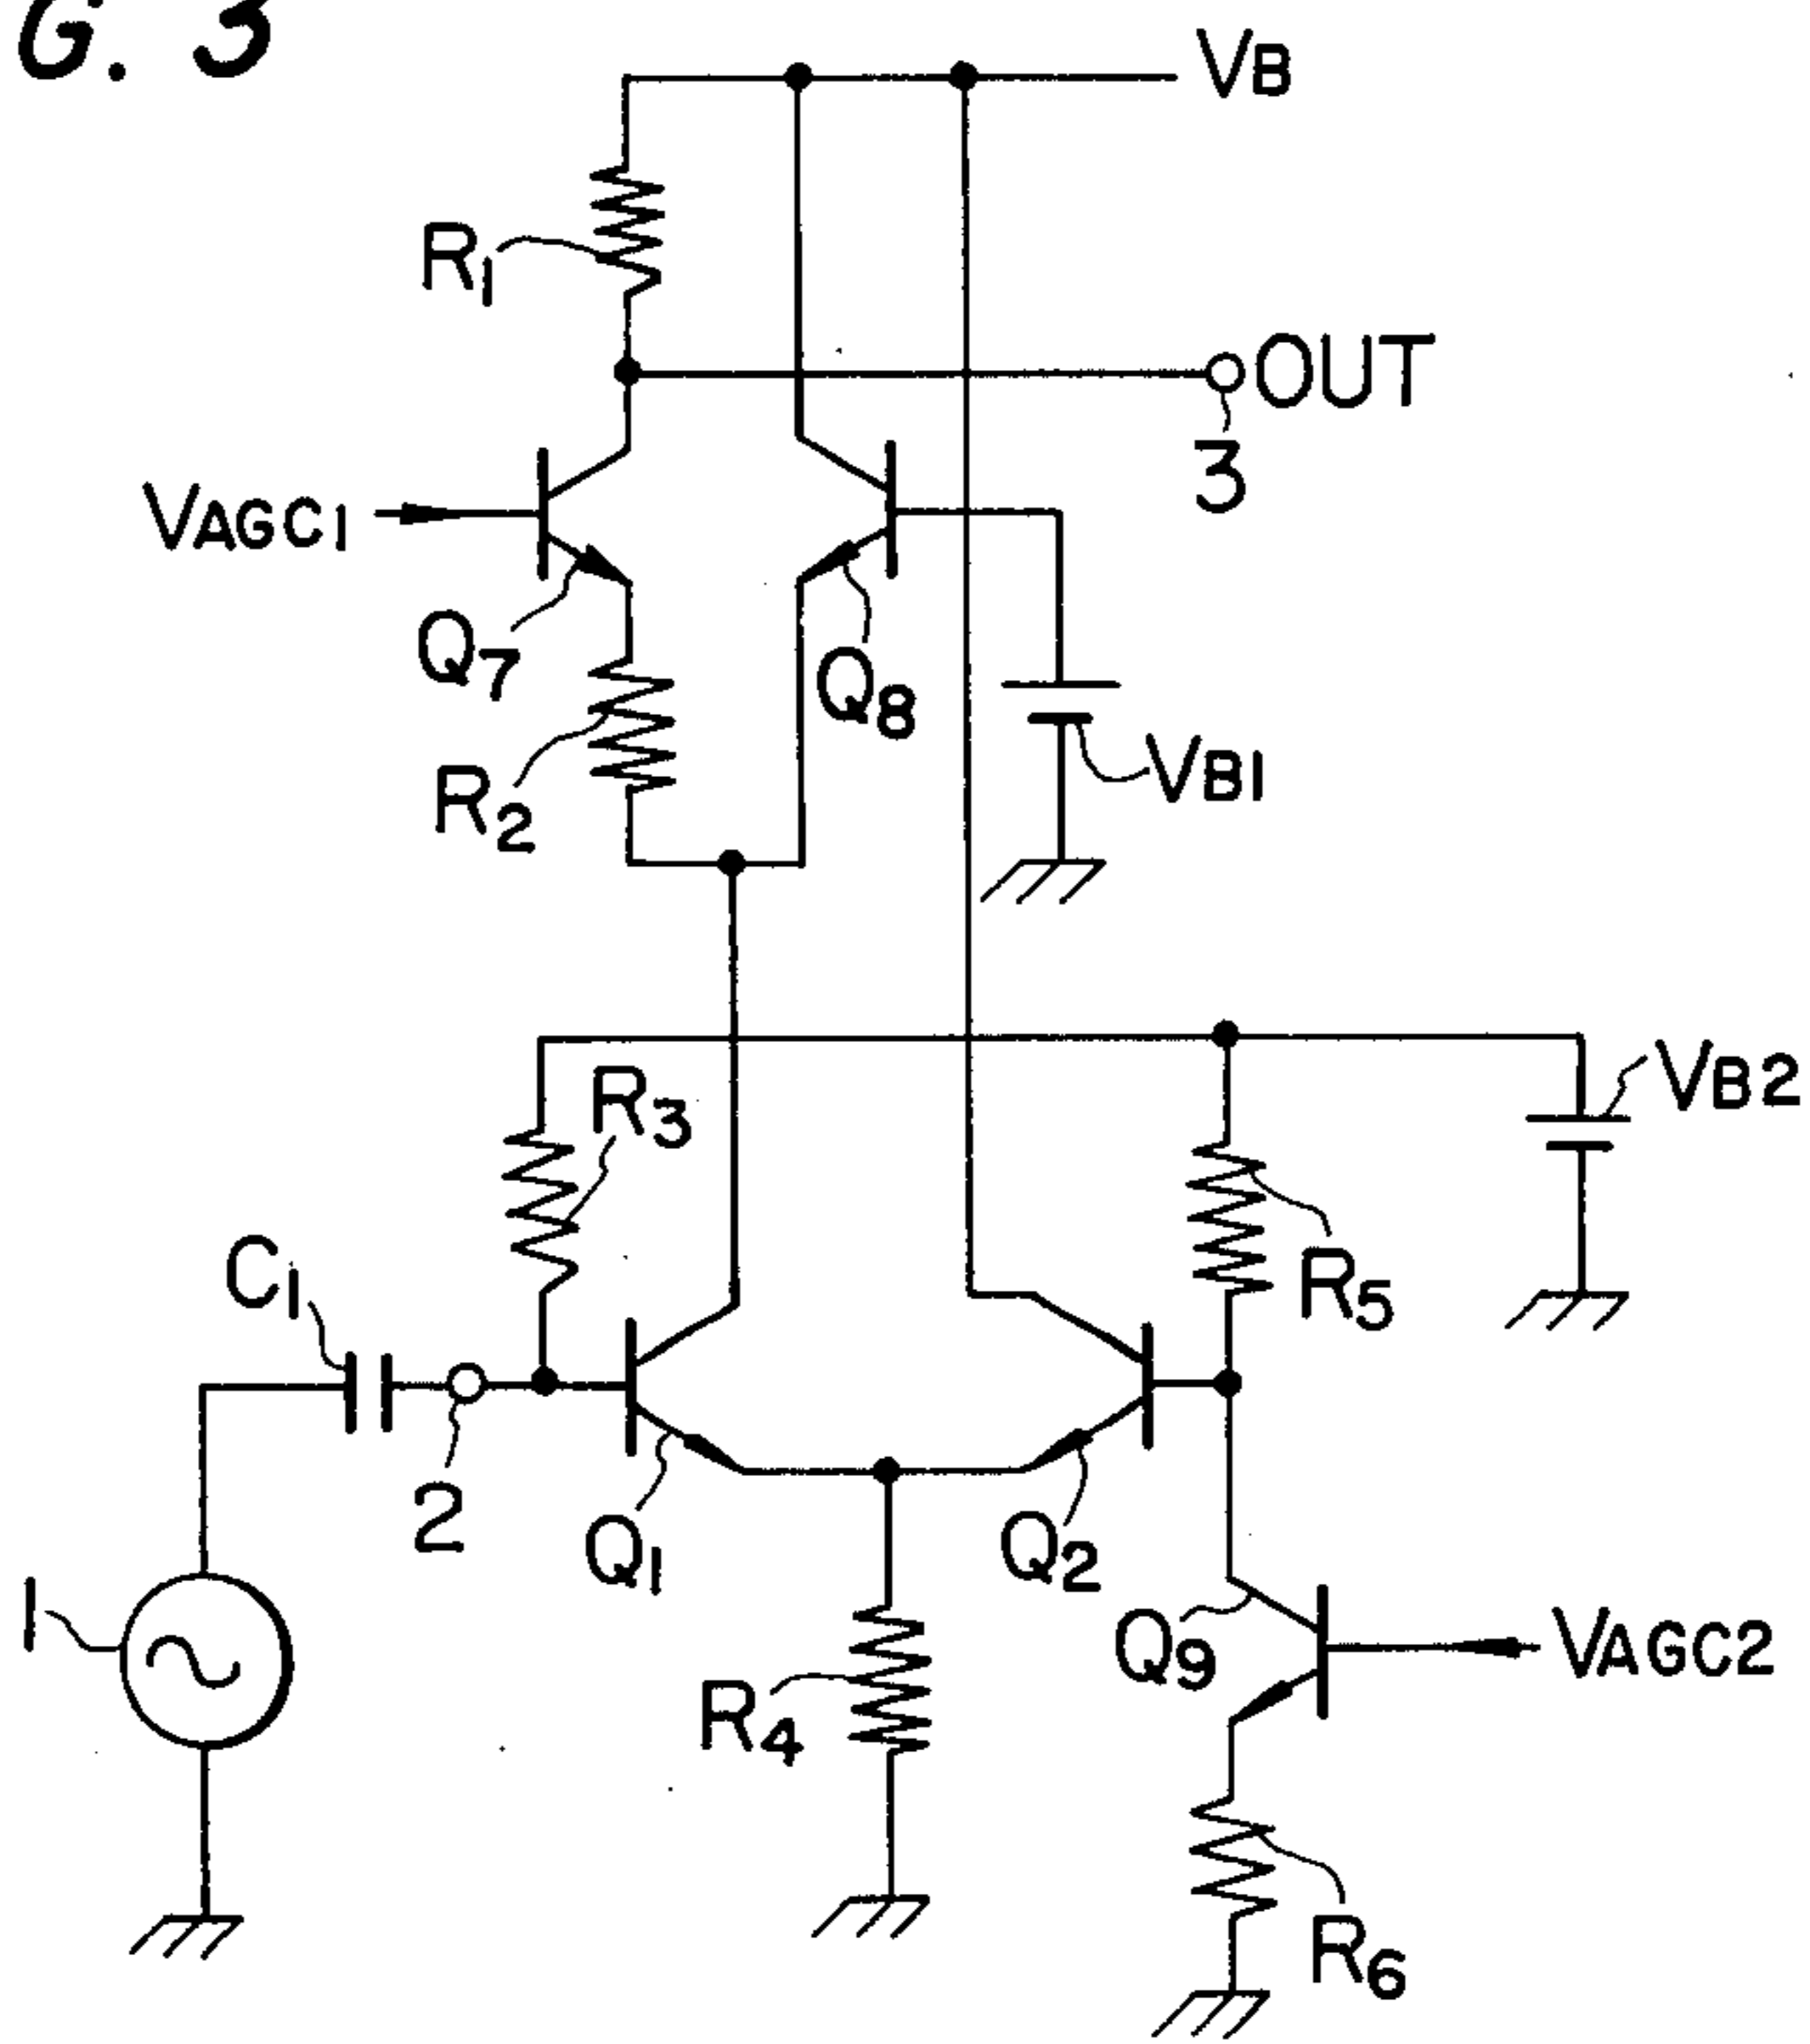 G. 3
VB
R1
OUT
3
VAGC1
Q7
Q8
R2
VB1
VB2
R3
C1
R5
2
Q1
Q2
1
Q9
VAGC2
R4
R6